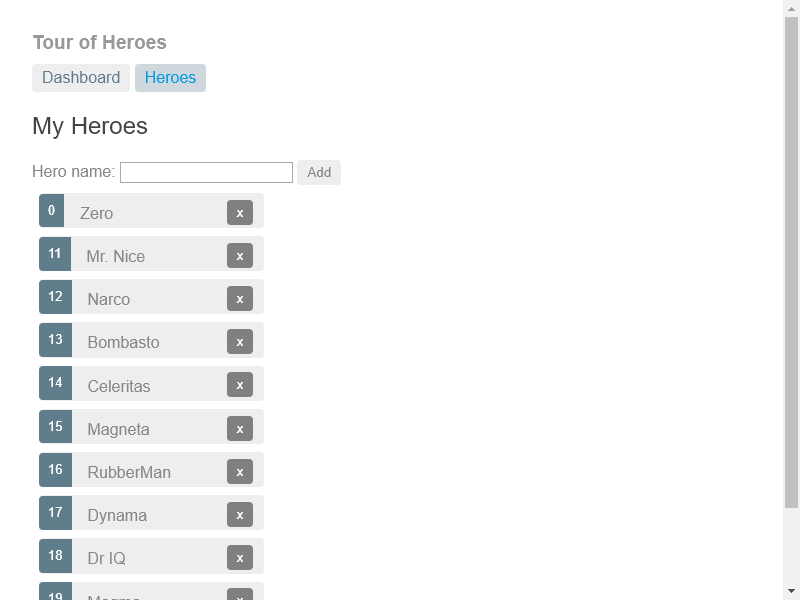 Tour of Heroes
Dashboard Heroes
My Heroes
Hero name: Add
0 Zero x
11 Mr. Nice x
12 Narco x
13 Bombasto x
14 Celeritas x
15 Magneta x
16 RubberMan x
17 Dynama x
18 Dr IQ x
19 Magma x